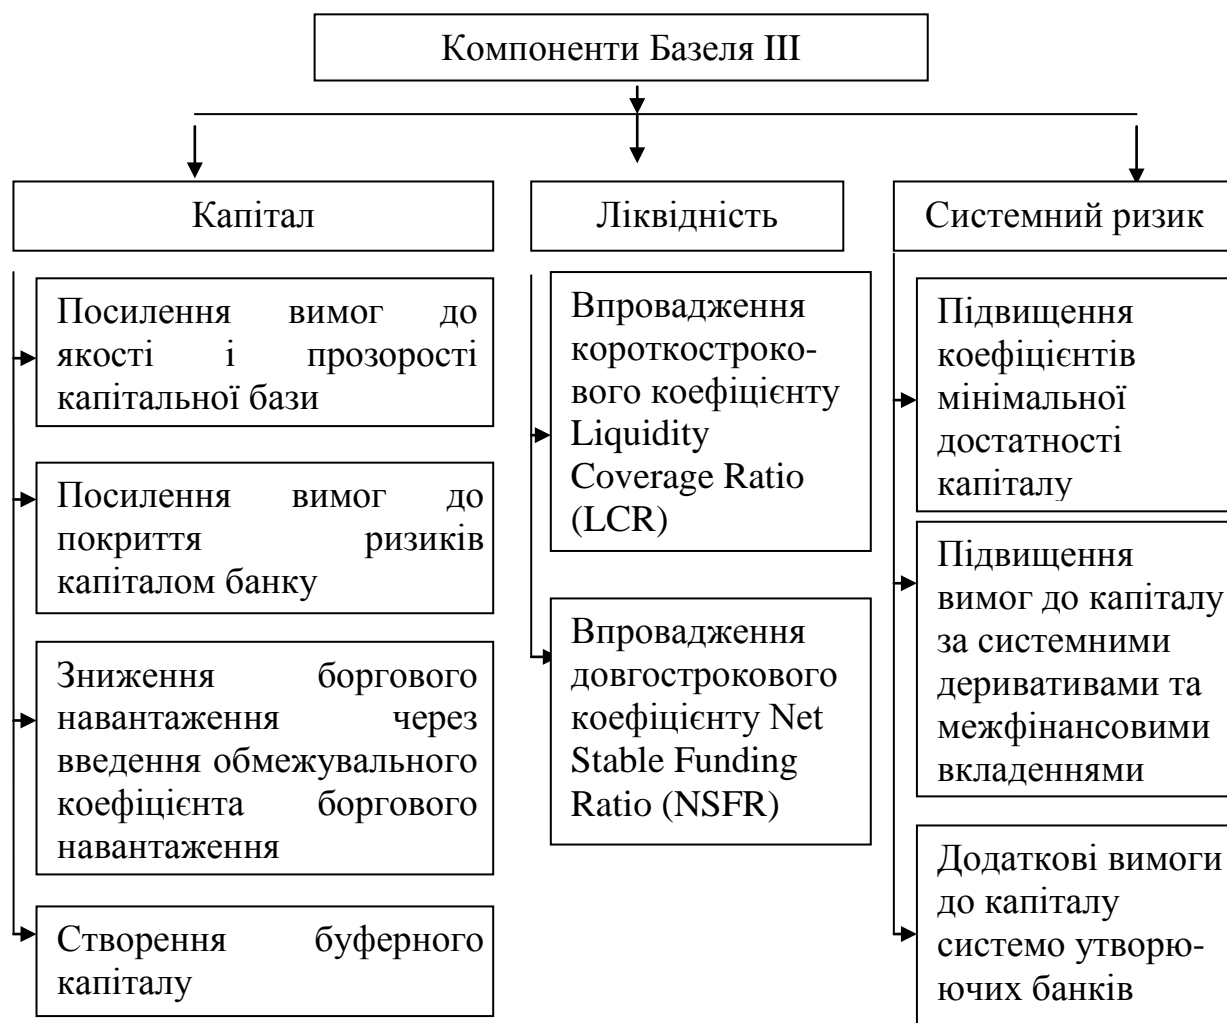 Компоненти Базеля III
Капітал
Посилення вимог до
якості і прозорості
капітальної бази
Посилення вимог до
покриття ризиків
капіталом банку
Зниження боргового
навантаження через
введення обмежувального
коефіцієнта боргового
навантаження
Створення буферного
капіталу
Ліквідність
Впровадження
короткостроко-
вого коефіцієнту
Liquidity
Coverage Ratio
(LCR)
Впровадження
довгострокового
коефіцієнту Net
Stable Funding
Ratio (NSFR)
Системний ризик
Підвищення
коефіцієнтів
мінімальної
достатності
капіталу
Підвищення
вимог до капіталу
за системними
деривативами та
межфінансовими
вкладеннями
Додаткові вимоги
до капіталу
системо утворю-
ючих банків